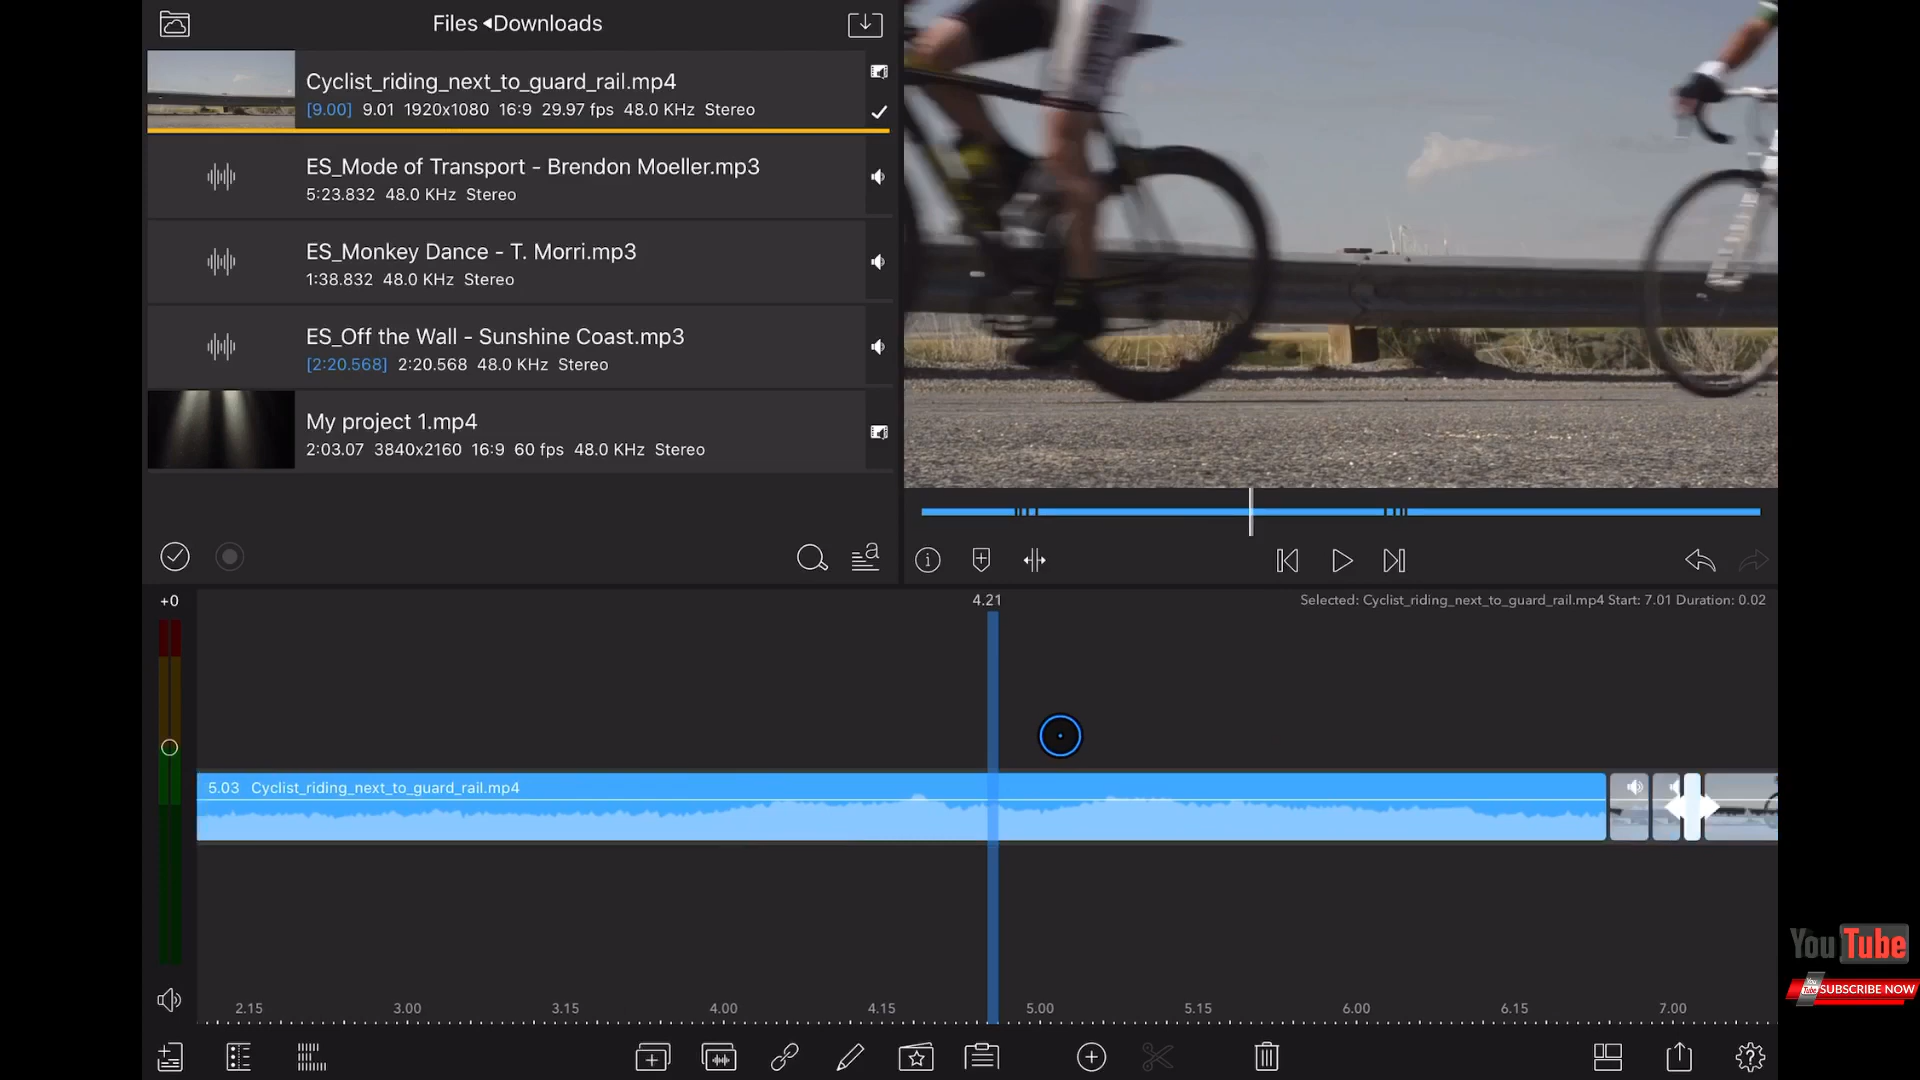 Files ◂Downloads
Cyclist_riding_next_to_guard_rail.mp4
[9.00] 9.01 1920x1080 16:9 29.97 fps 48.0 KHz Stereo
ES_Mode of Transport - Brendon Moeller.mp3
5:23.832 48.0 KHz Stereo
ES_Monkey Dance - T. Morri.mp3
1:38.832 48.0 KHz Stereo
ES_Off the Wall - Sunshine Coast.mp3
[2:20.568] 2:20.568 48.0 KHz Stereo
My project 1.mp4
2:03.07 3840x2160 16:9 60 fps 48.0 KHz Stereo
a
+0
4.21
Selected: Cyclist_riding_next_to_guard_rail.mp4 Start: 7.01 Duration: 0.02
5.03 Cyclist_riding_next_to_guard_rail.mp4
2.15 3.00 3.15 4.00 4.15 5.00 5.15 6.00 6.15 7.00
YouTube
You Tube SUBSCRIBE NOW